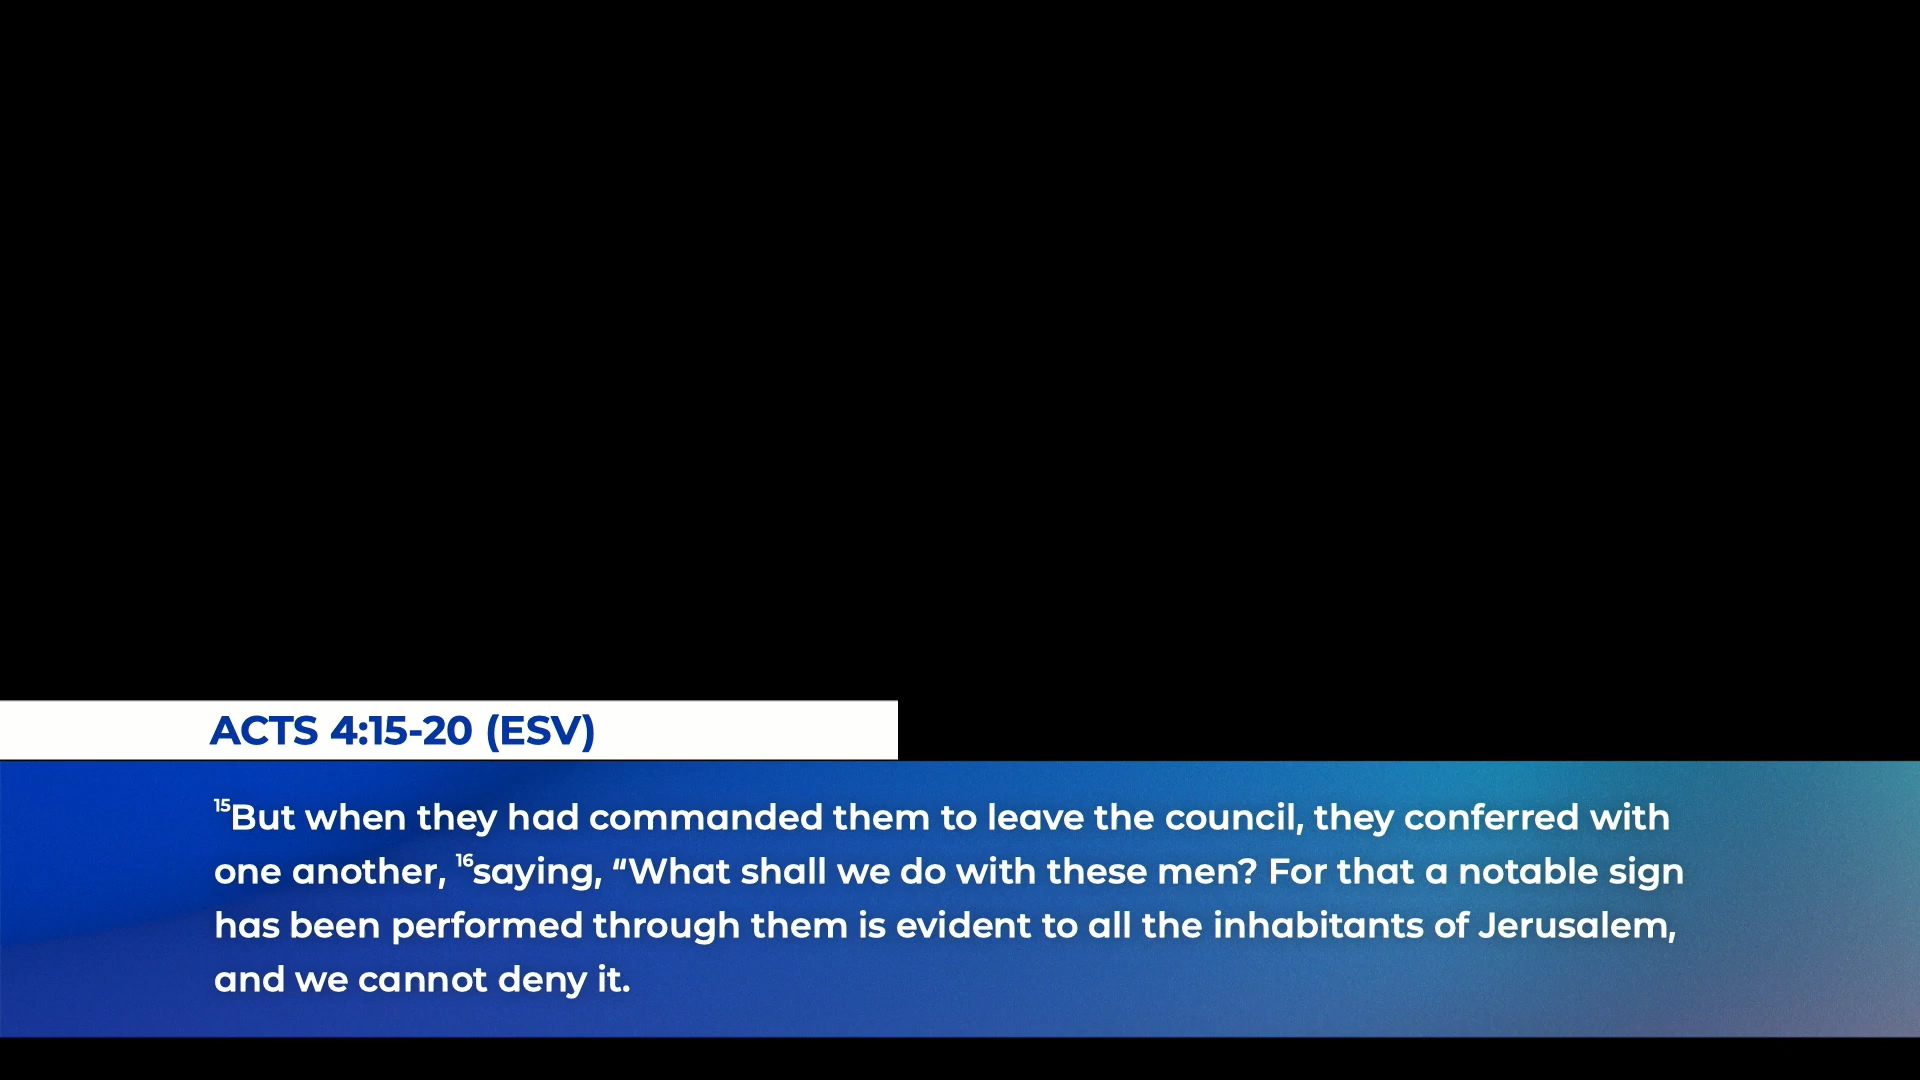 ACTS 4:15-20 (ESV)
15But when they had commanded them to leave the council, they conferred with
one another, 16saying, “What shall we do with these men? For that a notable sign
has been performed through them is evident to all the inhabitants of Jerusalem,
and we cannot deny it.